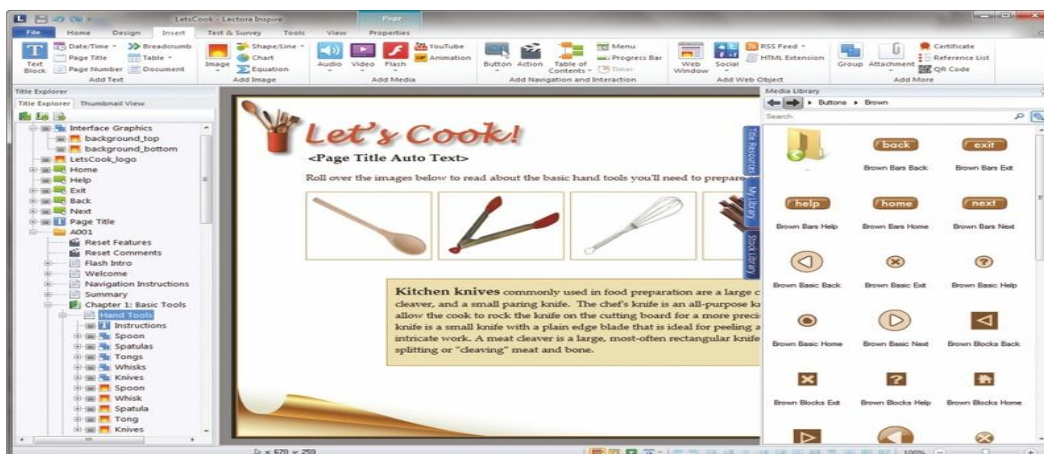 LetsCook - Lectora Inspire
Page
File Home Design Insert Test & Survey Tools View Properties
Text Block
Date/Time
Page Title
Page Number
Breadcrumb
Table
Document
Add Text
Image
Shape/Line
Chart
Equation
Add Image
Audio
Video
Flash
YouTube
Animation
Add Media
Button
Action
Table of Contents
Menu
Progress Bar
Timer
Add Navigation and Interaction
Web Window
Social
RSS Feed
HTML Extension
Add Web Object
Group
Attachment
Certificate
Reference List
QR Code
Add More
Title Explorer
Title Explorer Thumbnail View
Interface Graphics
background_top
background_bottom
LetsCook_logo
Home
Help
Exit
Back
Next
Page Title
A001
Reset Features
Reset Comments
Flash Intro
Welcome
Navigation Instructions
Summary
Chapter 1: Basic Tools
Hand Tools
Instructions
Spoon
Spatulas
Tongs
Whisks
Knives
Spoon
Whisk
Spatula
Tong
Knives
Let's Cook!
<Page Title Auto Text>
Roll over the images below to read about the basic hand tools you'll need to prepar
Kitchen knives commonly used in food preparation are a large c
cleaver, and a small paring knife. The chef's knife is an all-purpose k
allow the cook to rock the knife on the cutting board for a more preci
knife is a small knife with a plain edge blade that is ideal for peeling a
intricate work. A meat cleaver is a large, most-often rectangular knife
splitting or "cleaving" meat and bone.
Title Resources
My Library
Stock Library
Media Library
Buttons Brown
Search
..
back
exit
Brown Bars Back Brown Bars Exit
help
home
next
Brown Bars Help Brown Bars Home Brown Bars Next
Brown Basic Back Brown Basic Exit Brown Basic Help
Brown Basic Home Brown Basic Next Brown Blocks Back
Brown Blocks Exit Brown Blocks Help Brown Blocks Home
x 670 y 259
100%